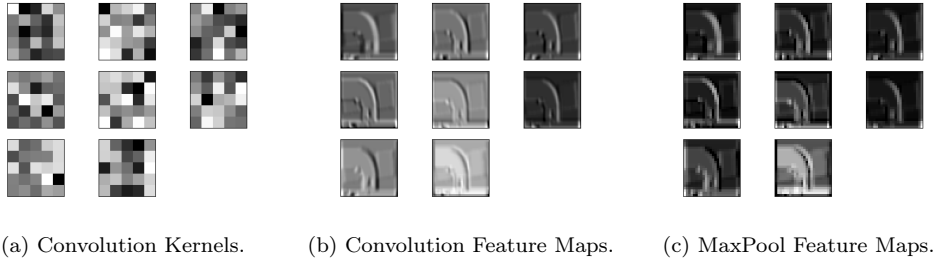 (a) Convolution Kernels.
(b) Convolution Feature Maps.
(c) MaxPool Feature Maps.